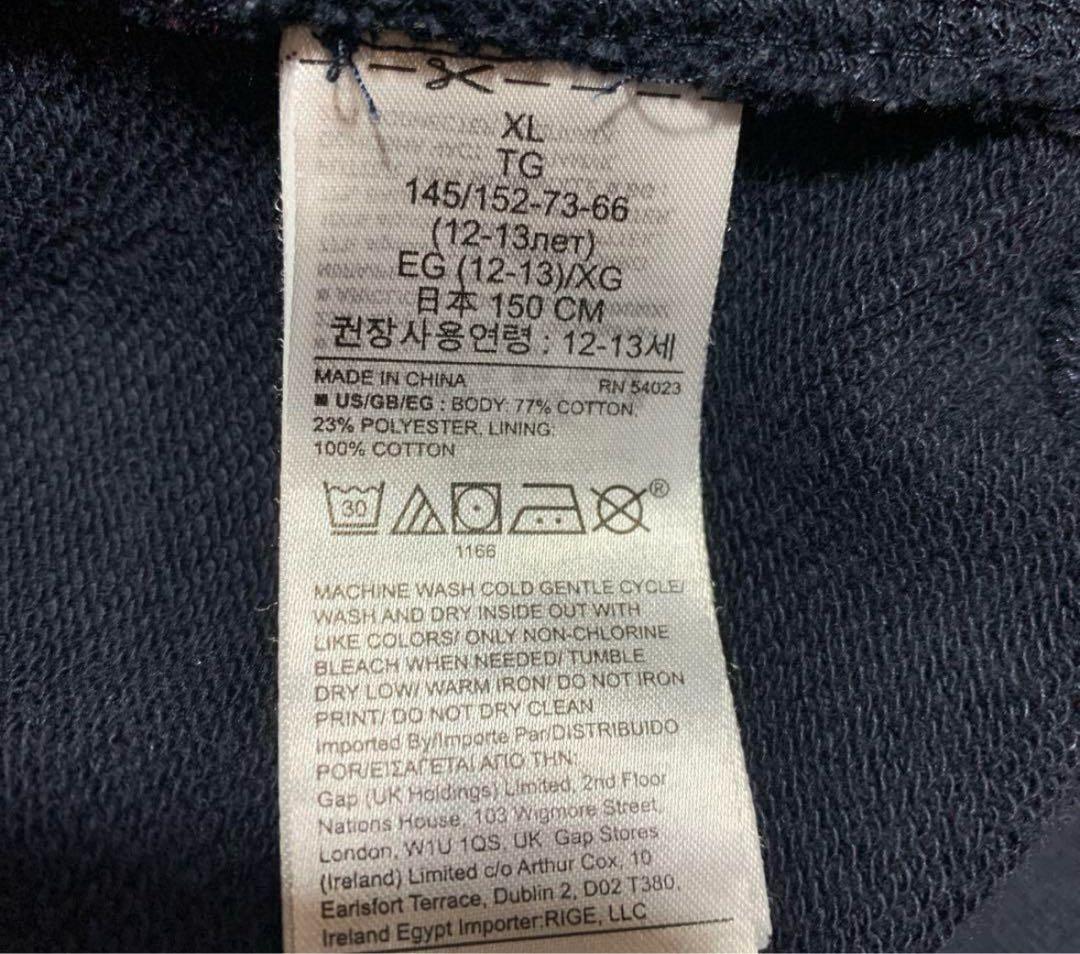 XL
TG
145/152-73-66
(12-13лет)
EG (12-13)/XG
日本 150 CM
권장사용연령 : 12-13세
MADE IN CHINA RN 54023
■ US/GB/EG : BODY: 77% COTTON,
23% POLYESTER, LINING:
100% COTTON
30
®
1166
MACHINE WASH COLD GENTLE CYCLE/
WASH AND DRY INSIDE OUT WITH
LIKE COLORS/ ONLY NON-CHLORINE
BLEACH WHEN NEEDED/ TUMBLE
DRY LOW/ WARM IRON/ DO NOT IRON
PRINT/ DO NOT DRY CLEAN
Imported By/Importe Par/DISTRIBUIDO
POR/ΕΙΣΑΓΕΤΑΙ ΑΠΟ ΤΗΝ:
Gap (UK Holdings) Limited, 2nd Floor
Nations House, 103 Wigmore Street,
London, W1U 1QS, UK Gap Stores
(Ireland) Limited c/o Arthur Cox, 10
Earlsfort Terrace, Dublin 2, D02 T380,
Ireland Egypt Importer:RIGE, LLC